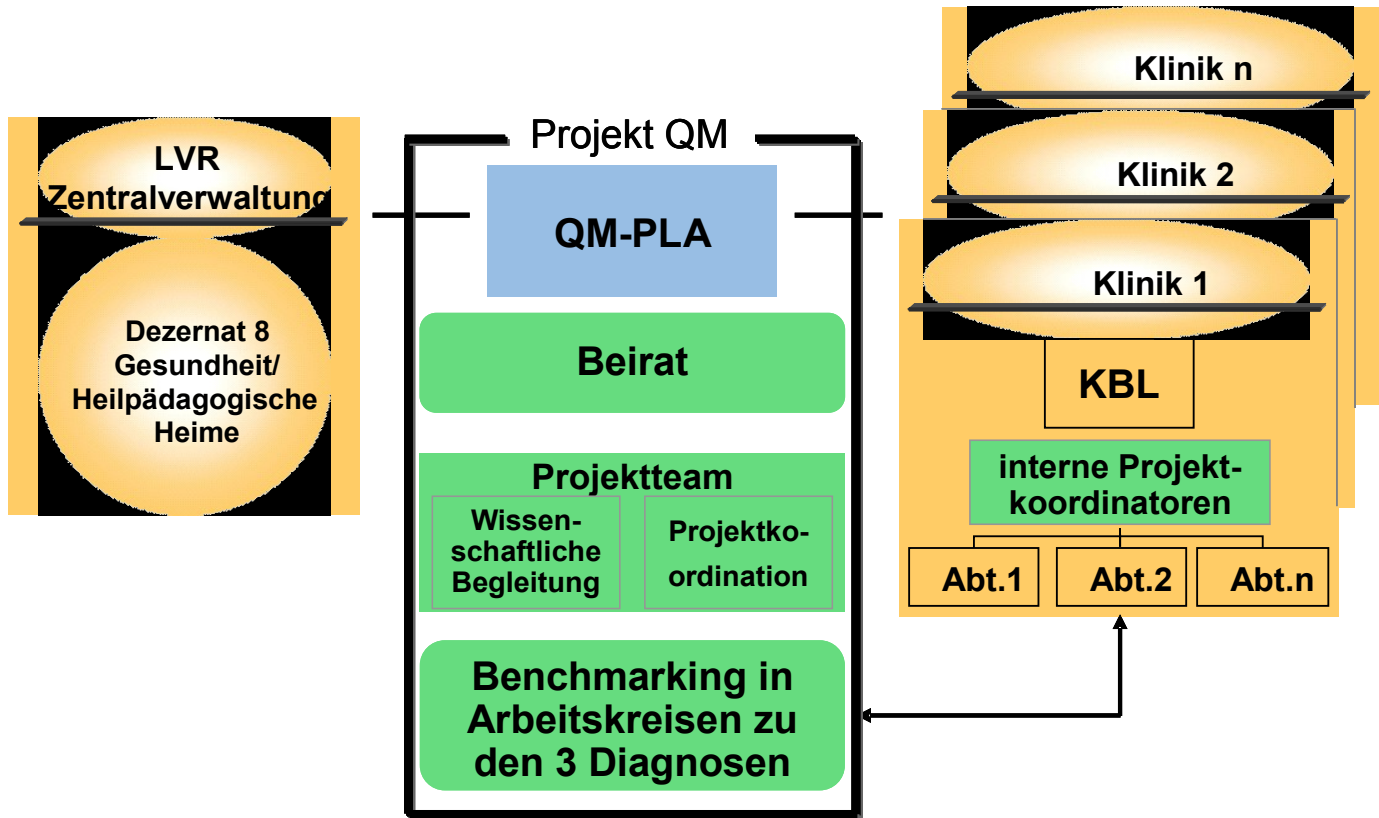 LVR
Zentralverwaltung
Dezernat 8
Gesundheit/
Heilpädagogische
Heime
Projekt QM
QM-PLA
Beirat
Projektteam
Wissen-
schaftliche
Begleitung
Projektko-
ordination
Benchmarking in
Arbeitskreisen zu
den 3 Diagnosen
Klinik n
Klinik 2
Klinik 1
KBL
interne Projekt-
koordinatoren
Abt.1
Abt.2
Abt.n